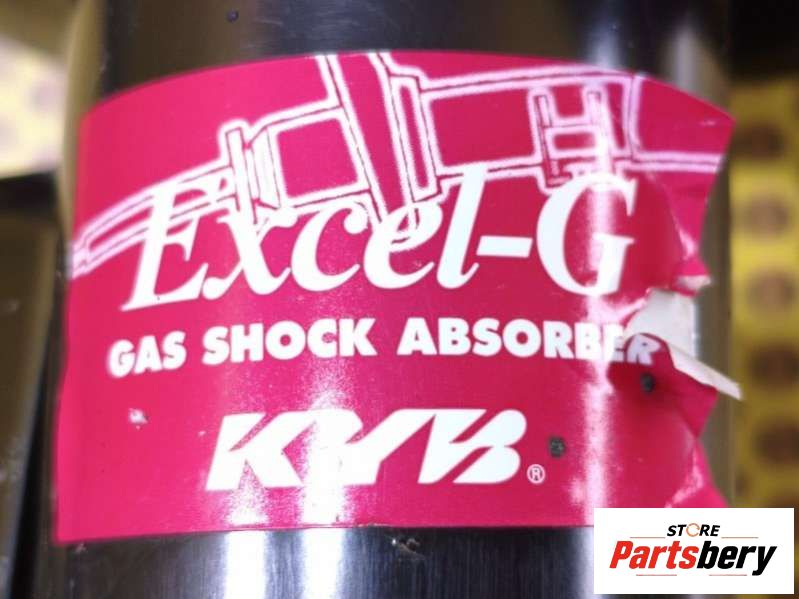 Excel-G
GAS SHOCK ABSORBER
KYB®
STORE
Partsbery